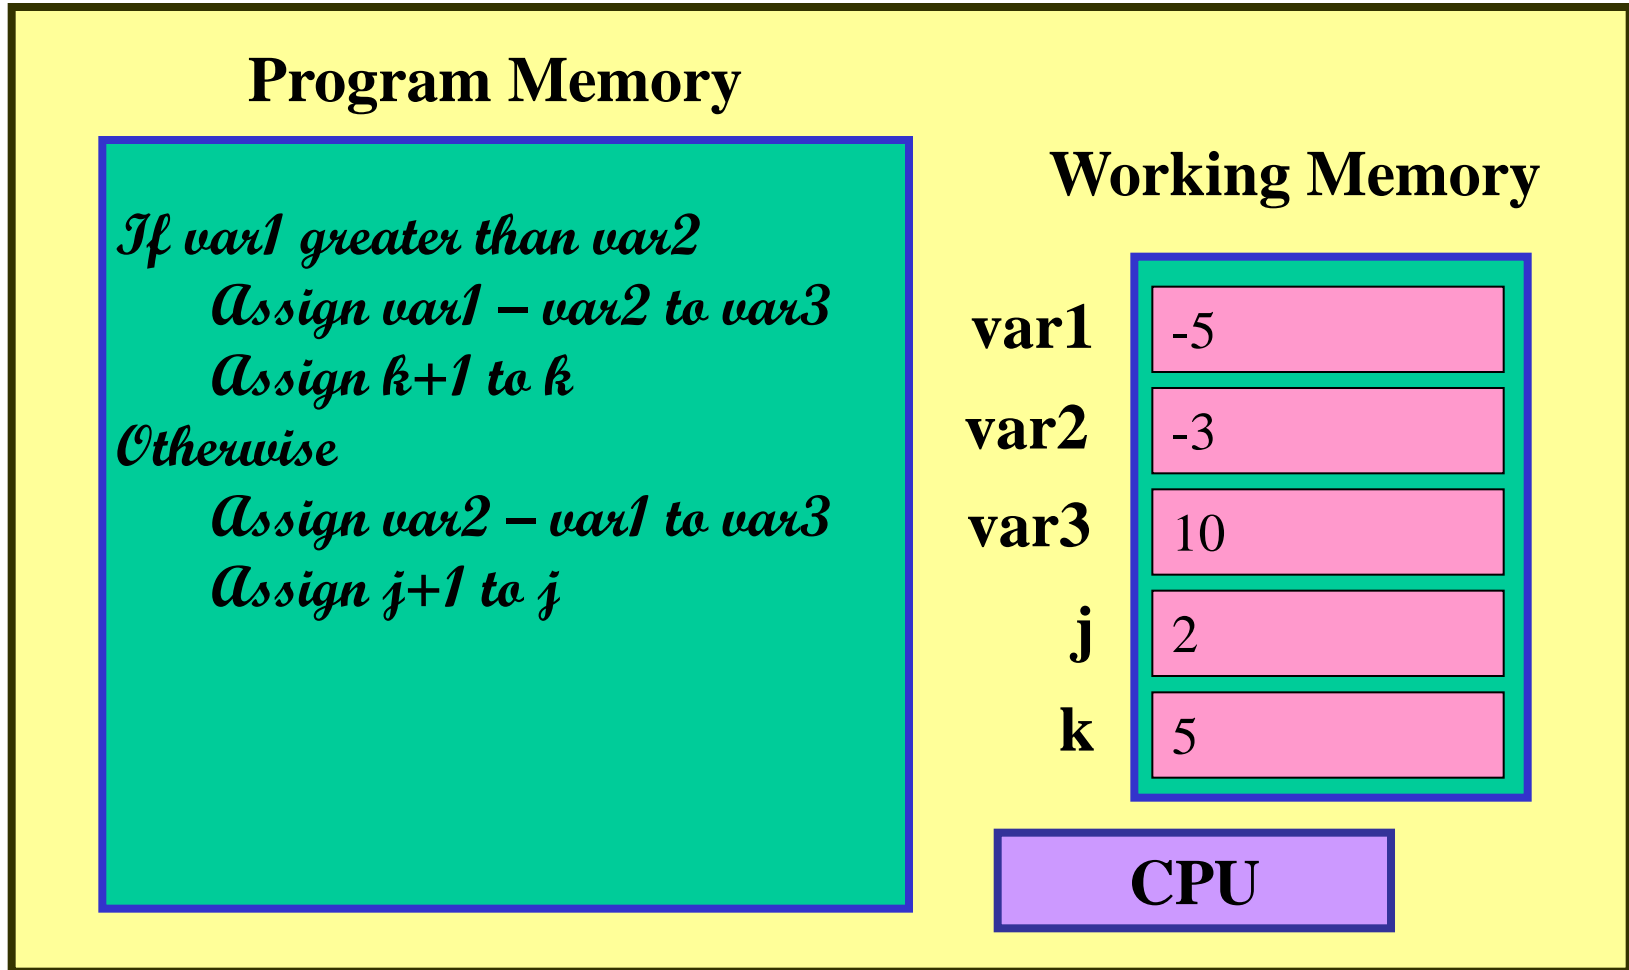 Program Memory
If var1 greater than var2
Assign var1 – var2 to var3
Assign k+1 to k
Otherwise
Assign var2 – var1 to var3
Assign j+1 to j
Working Memory
var1 -5
var2 -3
var3 10
j 2
k 5
CPU